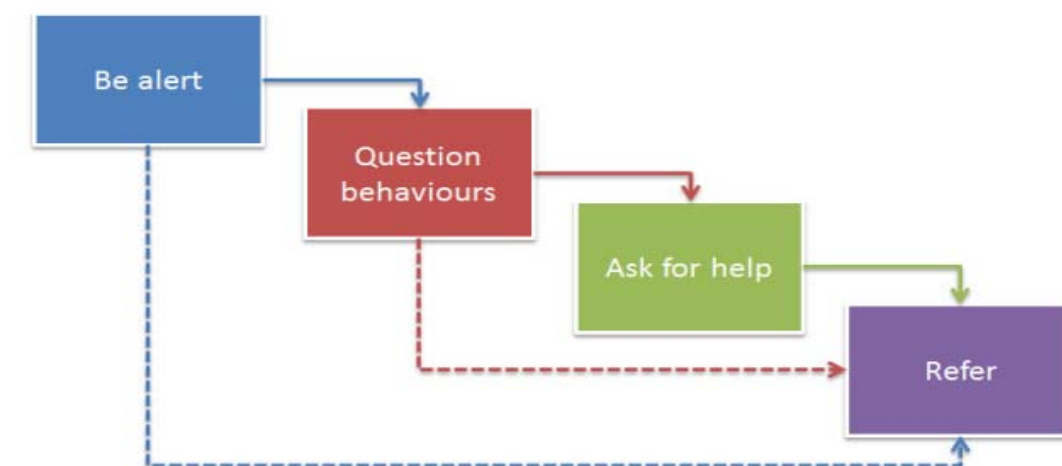 Be alert
Question
behaviours
Ask for help
Refer